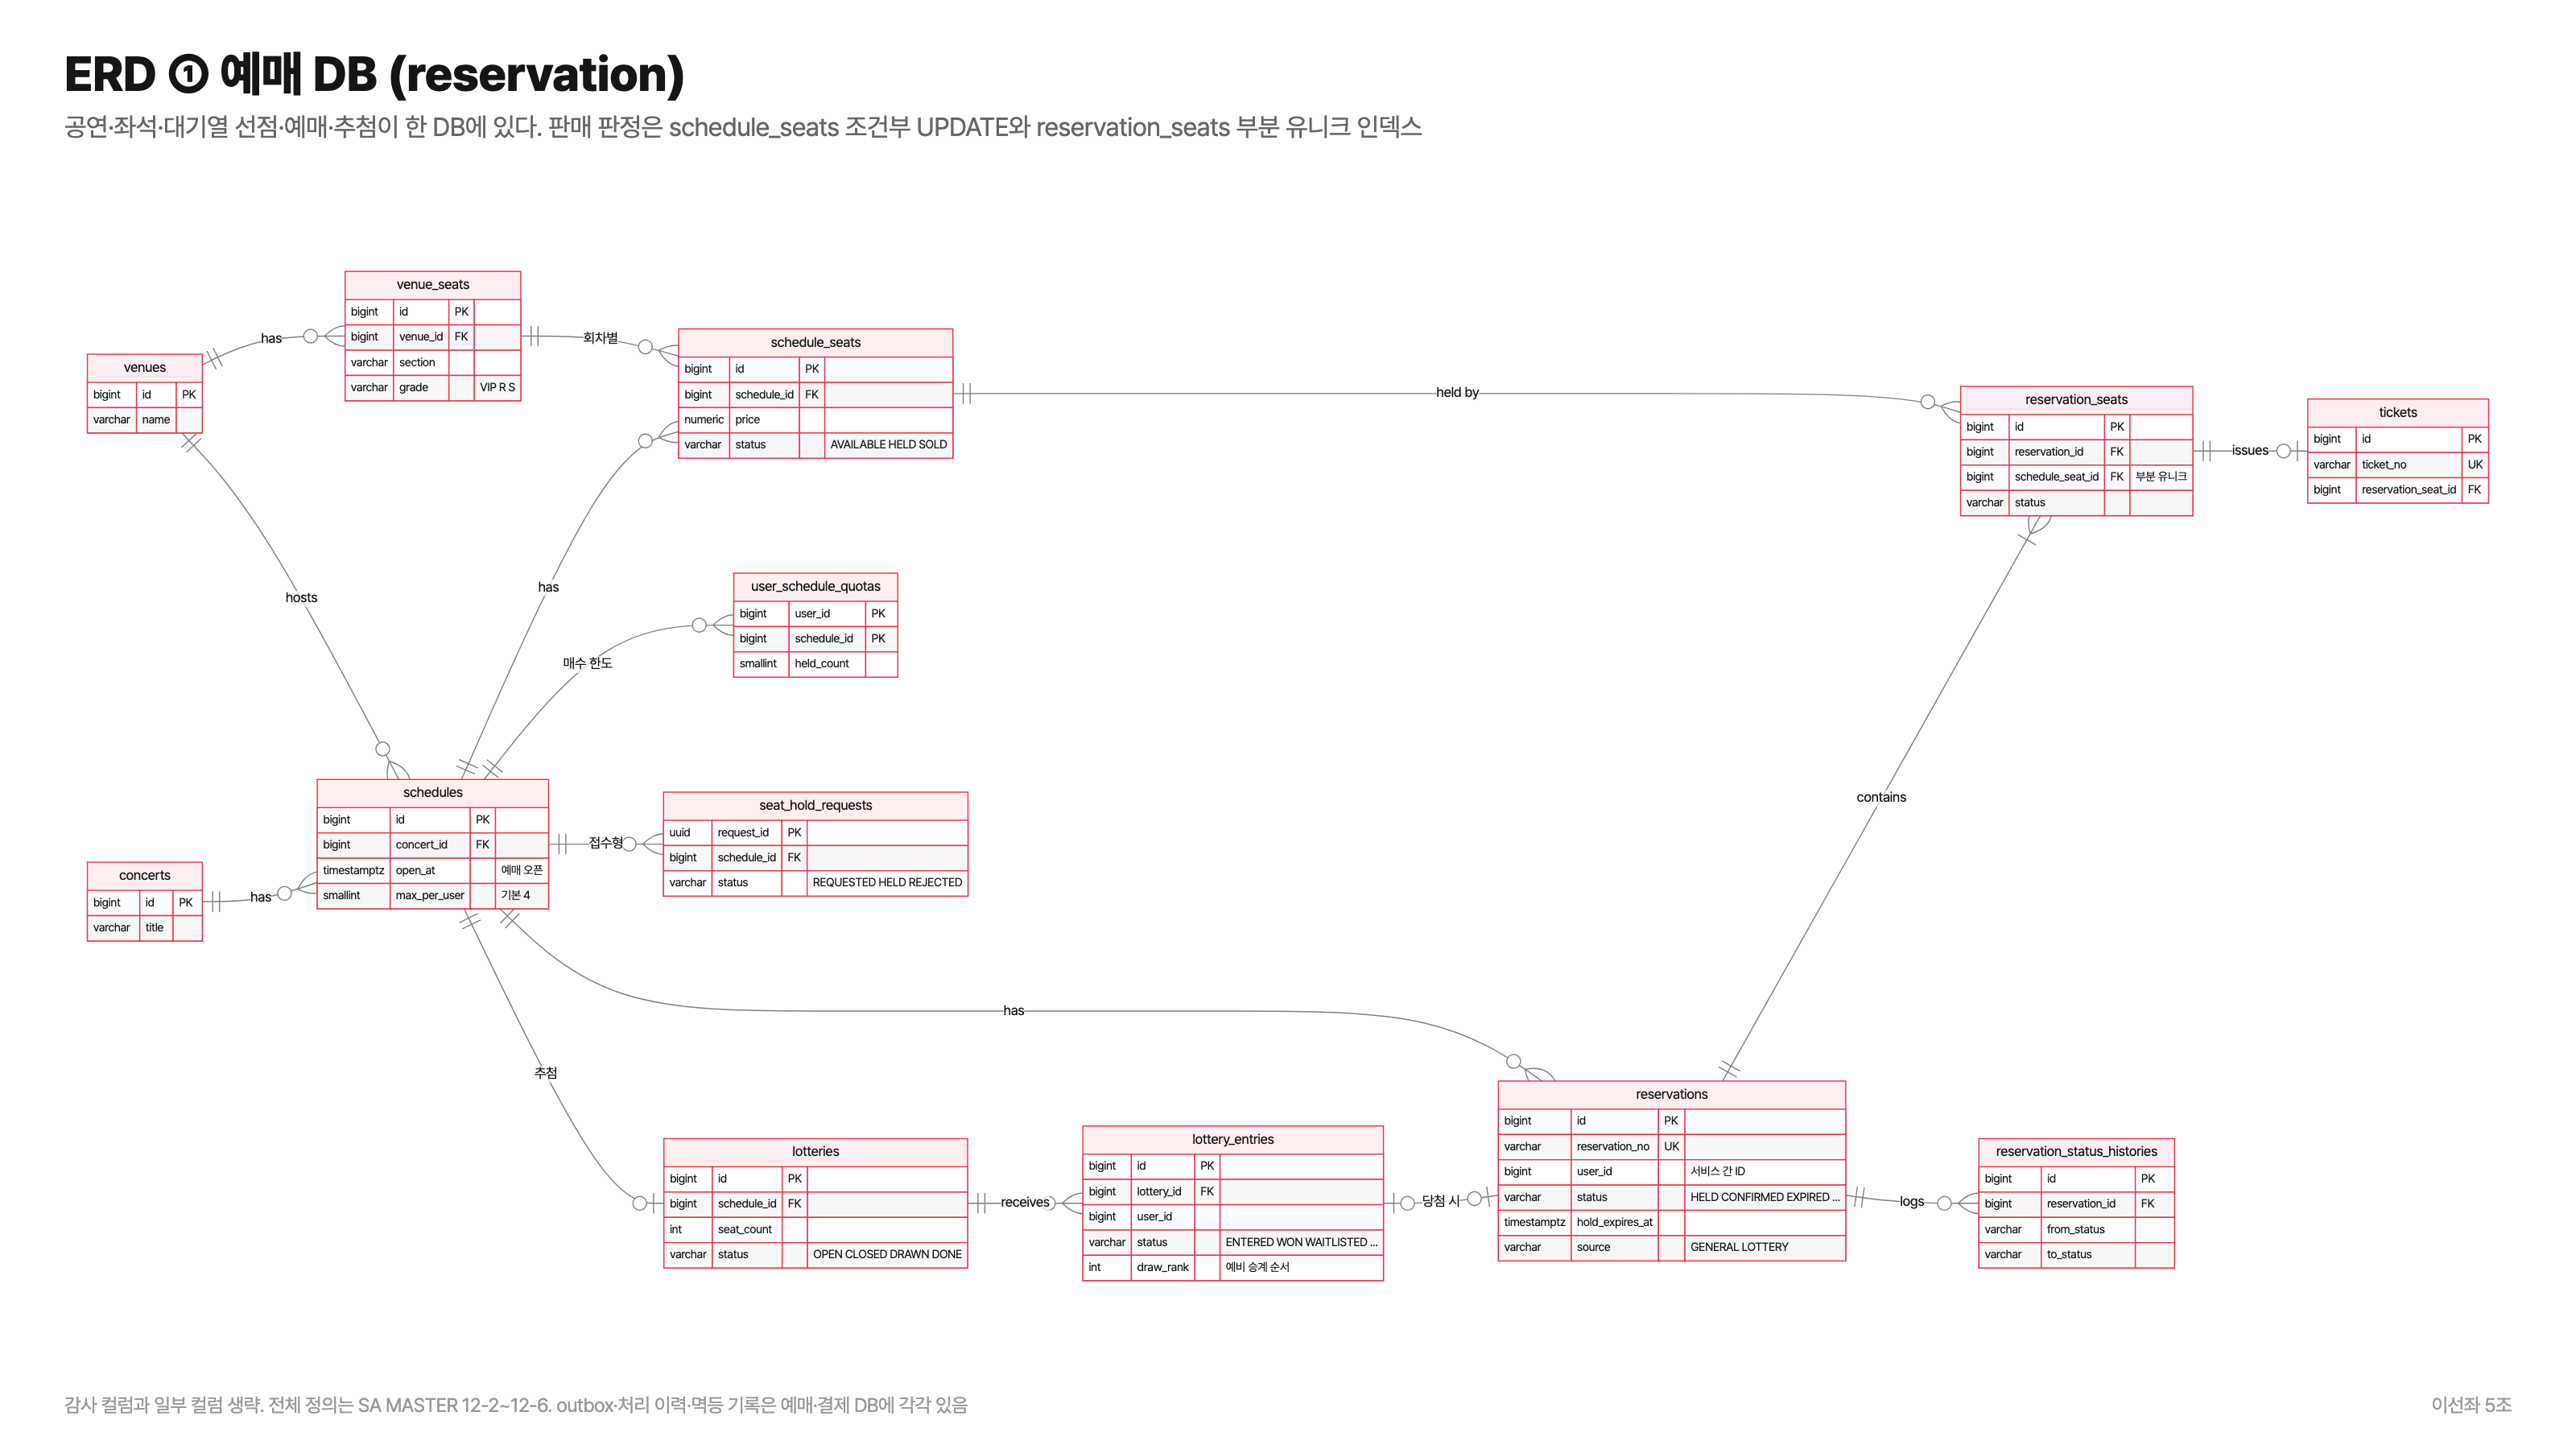 ERD ① 예매 DB (reservation)
공연·좌석·대기열 선점·예매·추첨이 한 DB에 있다. 판매 판정은 schedule_seats 조건부 UPDATE와 reservation_seats 부분 유니크 인덱스
venue_seats
bigint id PK
bigint venue_id FK
varchar section
varchar grade VIP R S
has
회차별
venues
bigint id PK
varchar name
schedule_seats
bigint id PK
bigint schedule_id FK
numeric price
varchar status AVAILABLE HELD SOLD
held by
reservation_seats
bigint id PK
bigint reservation_id FK
bigint schedule_seat_id FK 부분 유니크
varchar status
issues
tickets
bigint id PK
varchar ticket_no UK
bigint reservation_seat_id FK
hosts
has
user_schedule_quotas
bigint user_id PK
bigint schedule_id PK
smallint held_count
매수 한도
contains
schedules
bigint id PK
bigint concert_id FK
timestamptz open_at 예매 오픈
smallint max_per_user 기본 4
접수형
seat_hold_requests
uuid request_id PK
bigint schedule_id FK
varchar status REQUESTED HELD REJECTED
concerts
bigint id PK
varchar title
has
has
추첨
lotteries
bigint id PK
bigint schedule_id FK
int seat_count
varchar status OPEN CLOSED DRAWN DONE
receives
lottery_entries
bigint id PK
bigint lottery_id FK
bigint user_id
varchar status ENTERED WON WAITLISTED ...
int draw_rank 예비 승계 순서
당첨 시
reservations
bigint id PK
varchar reservation_no UK
bigint user_id 서비스 간 ID
varchar status HELD CONFIRMED EXPIRED ...
timestamptz hold_expires_at
varchar source GENERAL LOTTERY
logs
reservation_status_histories
bigint id PK
bigint reservation_id FK
varchar from_status
varchar to_status
감사 컬럼과 일부 컬럼 생략. 전체 정의는 SA MASTER 12-2~12-6. outbox·처리 이력·멱등 기록은 예매·결제 DB에 각각 있음
이선좌 5조